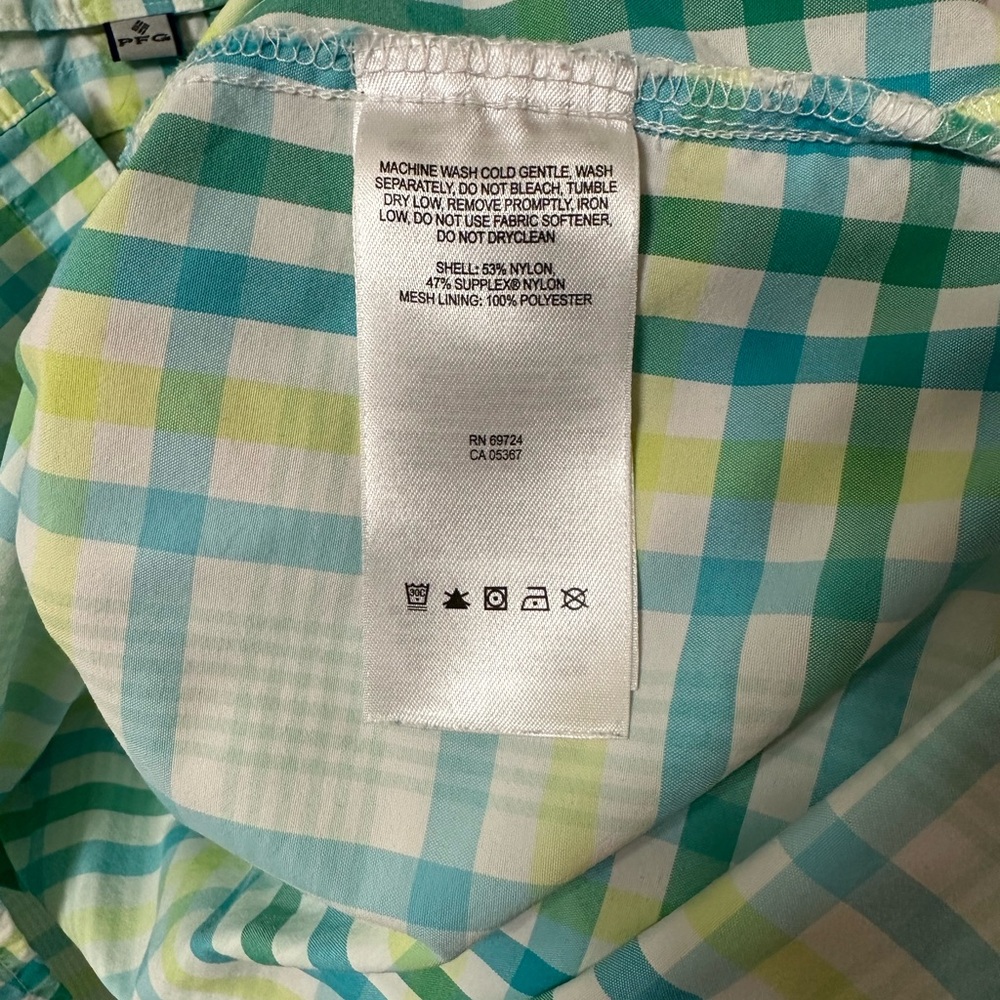 PFG
MACHINE WASH COLD GENTLE, WASH
SEPARATELY, DO NOT BLEACH, TUMBLE
DRY LOW, REMOVE PROMPTLY, IRON
LOW, DO NOT USE FABRIC SOFTENER,
DO NOT DRYCLEAN
SHELL: 53% NYLON,
47% SUPPLEX® NYLON
MESH LINING: 100% POLYESTER
RN 69724
CA 05367
30C